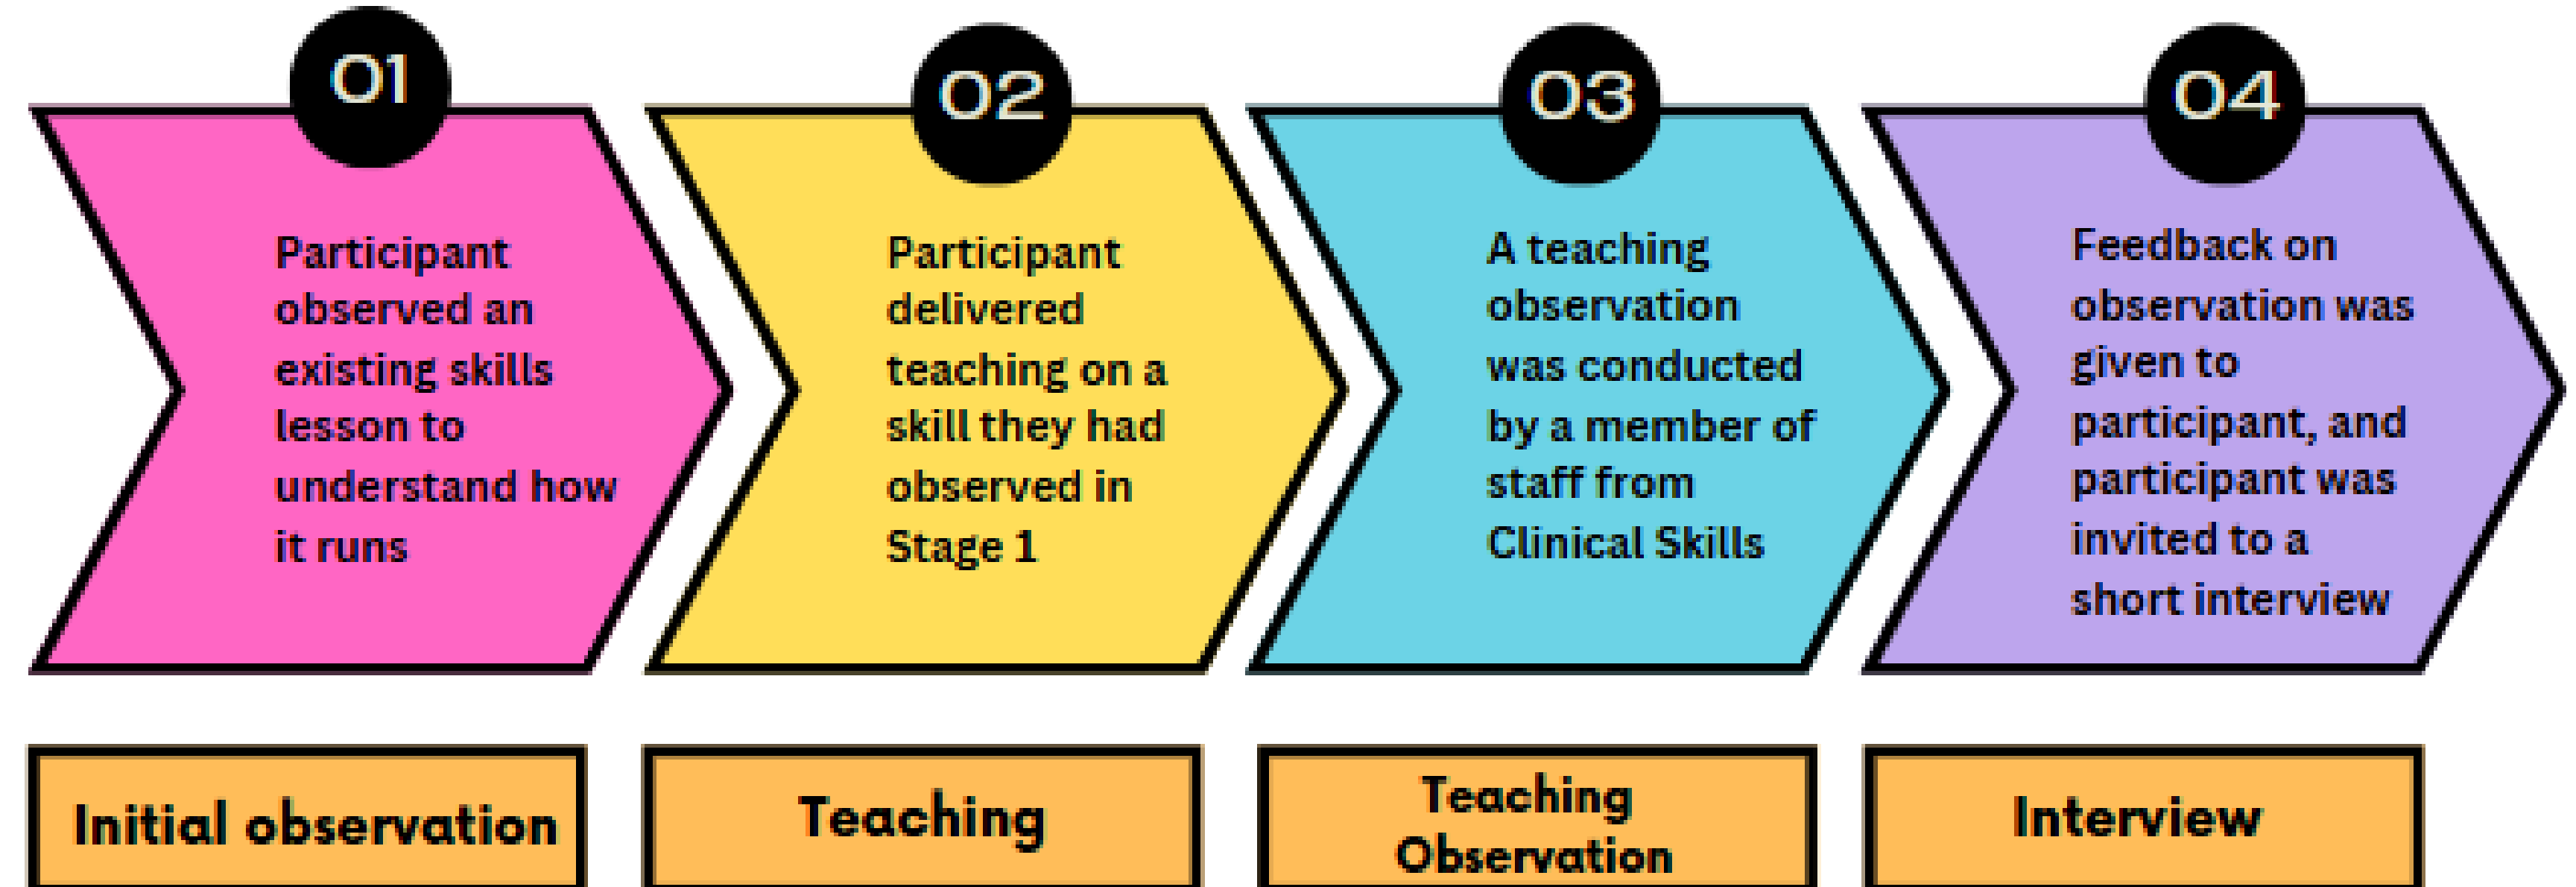 01
Participant
observed an
existing skills
lesson to
understand how
it runs
02
Participant
delivered
teaching on a
skill they had
observed in
Stage 1
03
A teaching
observation
was conducted
by a member of
staff from
Clinical Skills
04
Feedback on
observation was
given to
participant, and
participant was
invited to a
short interview
Initial observation
Teaching
Teaching
Observation
Interview